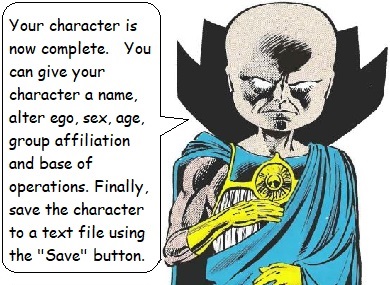 Your character is
now complete.   You
can give your
character a name,
alter ego, sex, age,
group affiliation
and base of
operations. Finally,
save the character
to a text file using
the "Save" button.